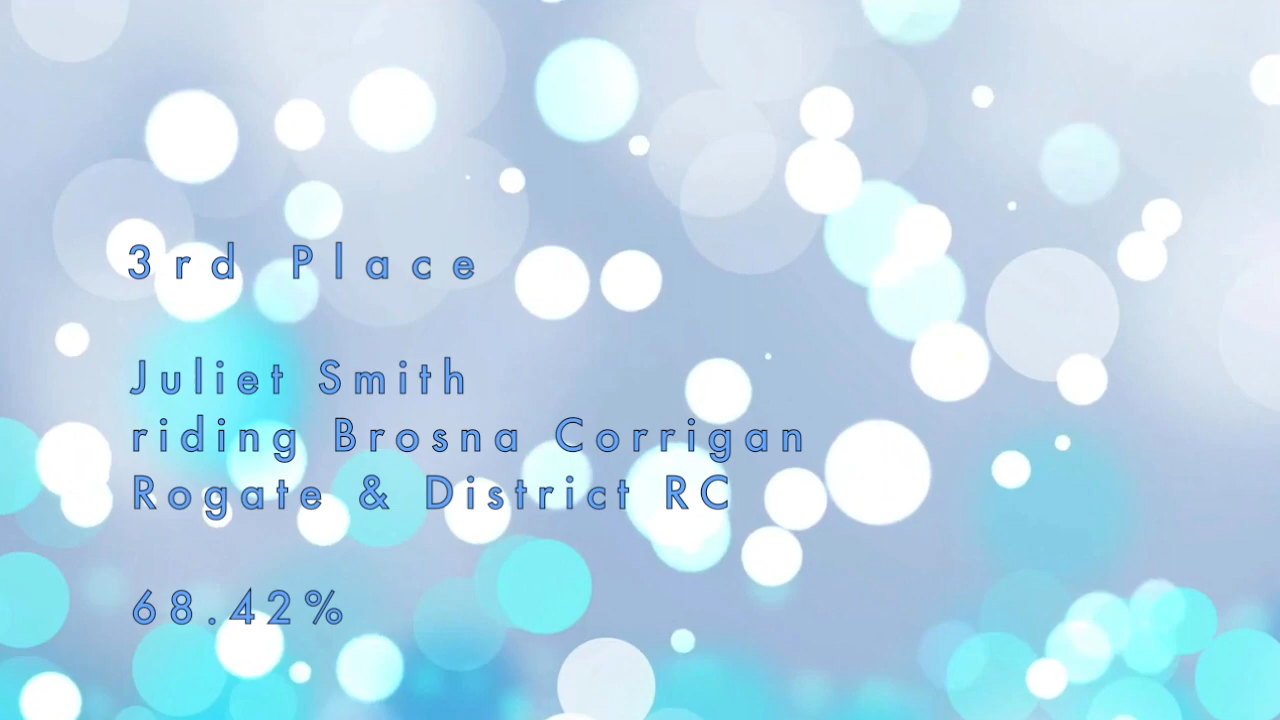 3rd Place
Juliet Smith
riding Brosna Corrigan
Rogate & District RC
68.42%